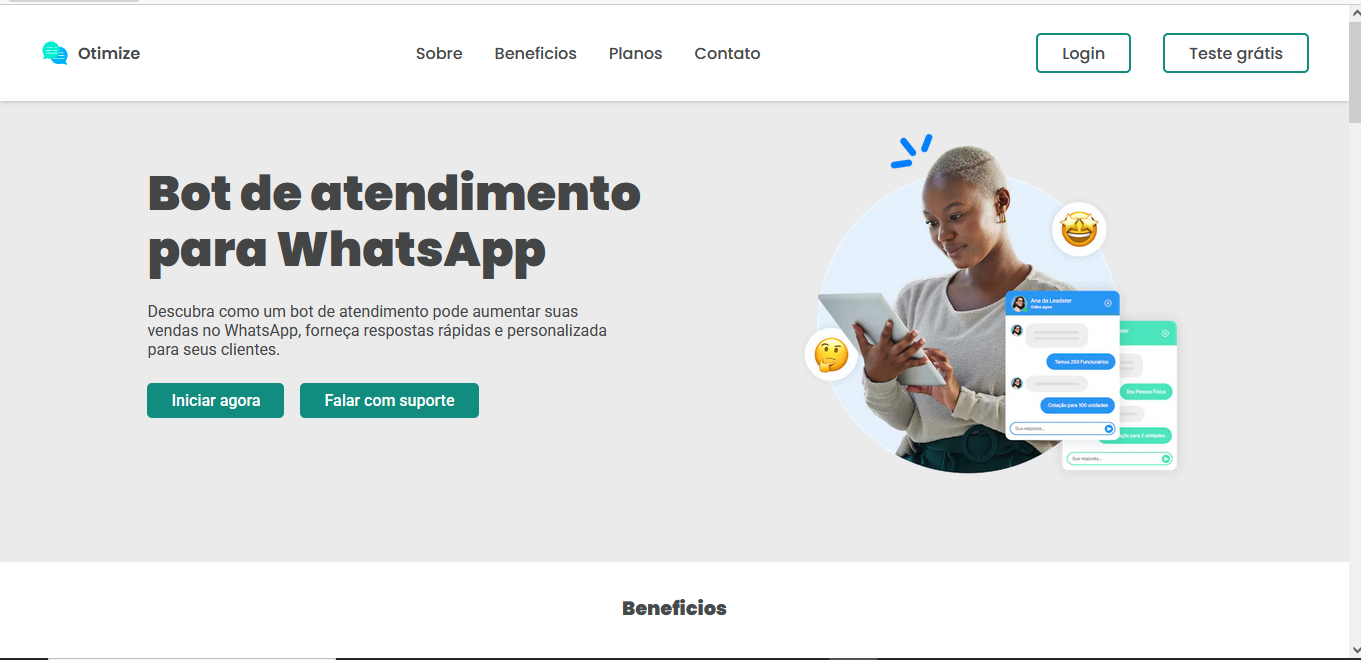 Otimize
Sobre
Beneficios
Planos
Contato
Login
Teste grátis
Bot de atendimento
para WhatsApp
Descubra como um bot de atendimento pode aumentar suas
vendas no WhatsApp, forneça respostas rápidas e personalizada
para seus clientes.
Iniciar agora
Falar com suporte
Ana da Leadster
Online agora
Temos 250 Funcionários
Cotação para 100 unidades
Sua resposta...
Sou Pessoa Física
para 2 unidades
Sua resposta...
Beneficios